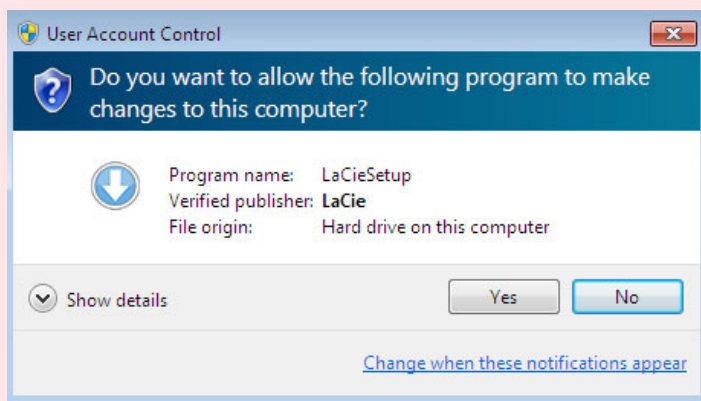 User Account Control
Do you want to allow the following program to make
changes to this computer?
Program name: LaCieSetup
Verified publisher: LaCie
File origin: Hard drive on this computer
Show details
Yes
No
Change when these notifications appear